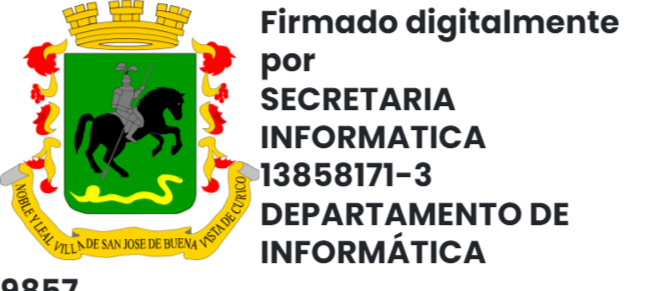 Firmado digitalmente
por
SECRETARIA
INFORMATICA
13858171-3
DEPARTAMENTO DE
INFORMÁTICA
NOBLE Y LEAL VILLA DE SAN JOSE DE BUENA VISTA DE CURICO
9857